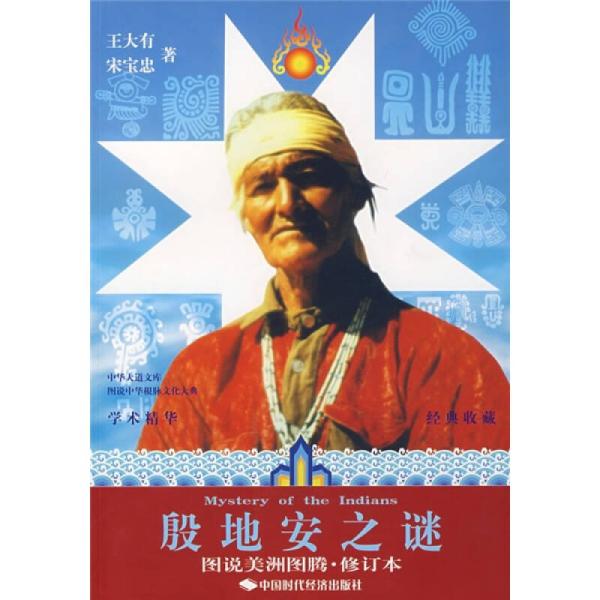 王大有
宋宝忠
著
中华大道文库
图说中华根脉文化大典
学术精华
经典收藏
Mystery of the Indians
殷地安之谜
图说美洲图腾·修订本
中国时代经济出版社